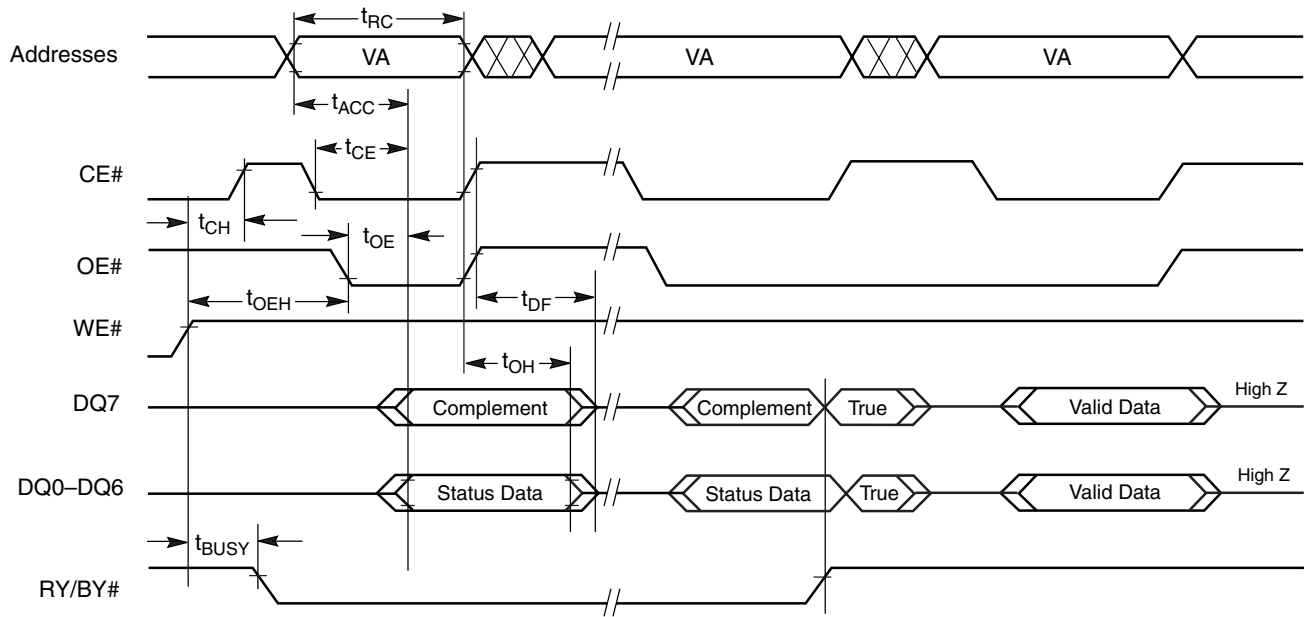 tRC
Addresses VA VA VA
tACC
tCE
CE#
tCH
tOE
OE#
tOEH tDF
WE#
tOH
DQ7 Complement Complement True Valid Data High Z
DQ0–DQ6 Status Data Status Data True Valid Data High Z
tBUSY
RY/BY#